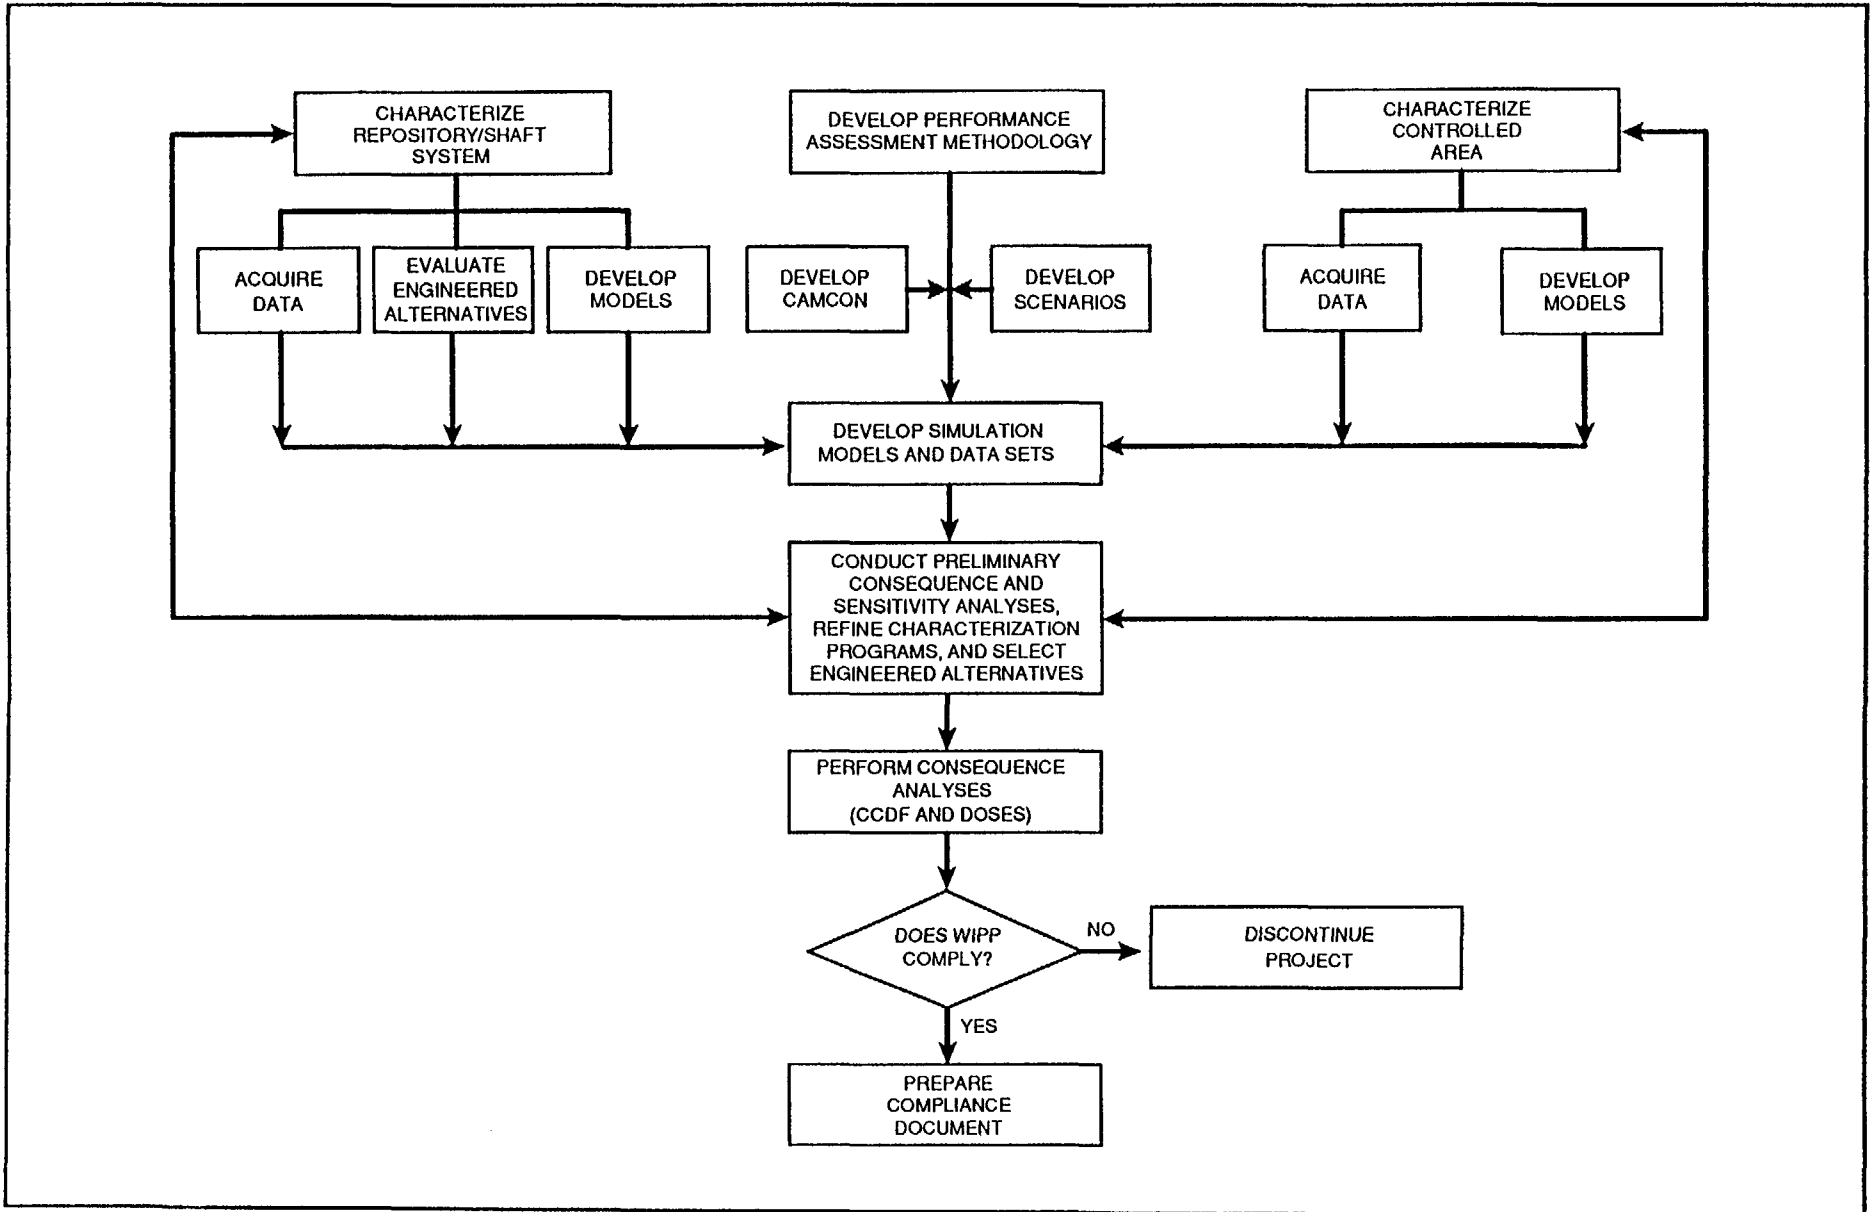 CHARACTERIZE
REPOSITORY/SHAFT
SYSTEM
DEVELOP PERFORMANCE
ASSESSMENT METHODOLOGY
CHARACTERIZE
CONTROLLED
AREA
ACQUIRE
DATA
EVALUATE
ENGINEERED
ALTERNATIVES
DEVELOP
MODELS
DEVELOP
CAMCON
DEVELOP
SCENARIOS
ACQUIRE
DATA
DEVELOP
MODELS
DEVELOP SIMULATION
MODELS AND DATA SETS
CONDUCT PRELIMINARY
CONSEQUENCE AND
SENSITIVITY ANALYSES,
REFINE CHARACTERIZATION
PROGRAMS, AND SELECT
ENGINEERED ALTERNATIVES
PERFORM CONSEQUENCE
ANALYSES
(CCDF AND DOSES)
DOES WIPP
COMPLY?
NO
DISCONTINUE
PROJECT
YES
PREPARE
COMPLIANCE
DOCUMENT